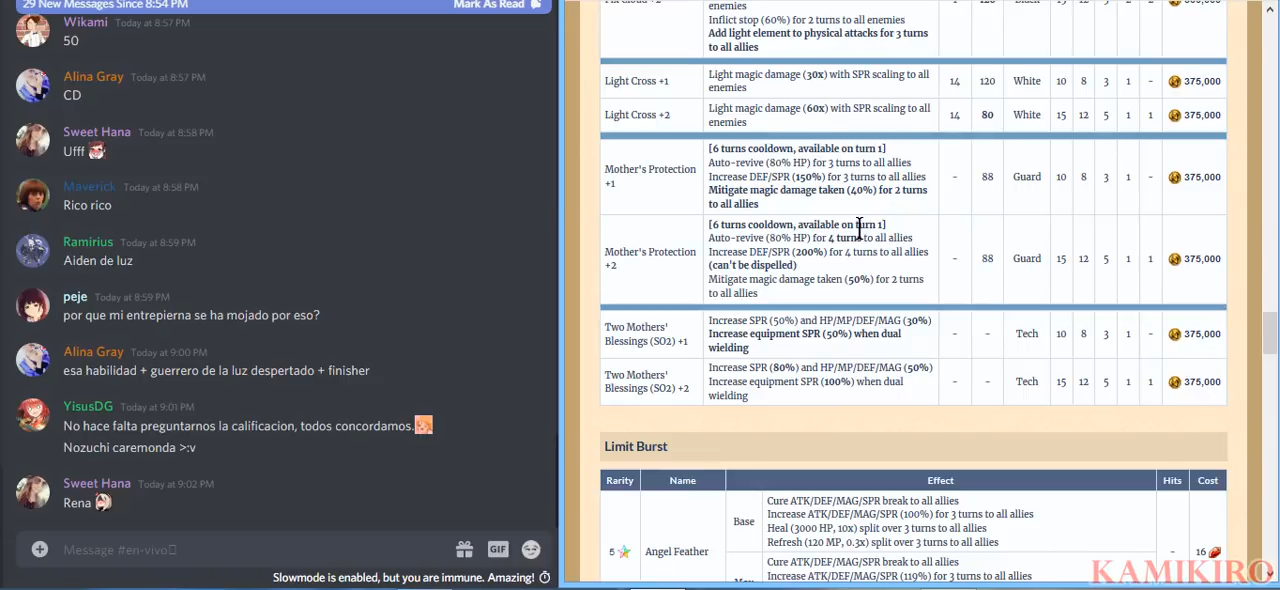 29 New Messages Since 8:54 PM
Mark As Read
Wikami Today at 8:57 PM
50
Alina Gray Today at 8:57 PM
CD
Sweet Hana Today at 8:58 PM
Ufff
Maverick Today at 8:58 PM
Rico rico
Ramirius Today at 8:59 PM
Aiden de luz
peje Today at 8:59 PM
por que mi entrepierna se ha mojado por eso?
Alina Gray Today at 9:00 PM
esa habilidad + guerrero de la luz despertado + finisher
YisusDG Today at 9:01 PM
No hace falta preguntarnos la calificacion, todos concordamos.
Nozuchi caremonda >:v
Sweet Hana Today at 9:02 PM
Rena
Message #en-vivo
GIF
Slowmode is enabled, but you are immune. Amazing!
enemies
Inflict stop (60%) for 2 turns to all enemies
Add light element to physical attacks for 3 turns
to all allies
Light Cross +1
Light magic damage (30x) with SPR scaling to all
enemies
14 120 White 10 8 3 1 - 375,000
Light Cross +2
Light magic damage (60x) with SPR scaling to all
enemies
14 80 White 15 12 5 1 1 375,000
Mother's Protection
+1
[6 turns cooldown, available on turn 1]
Auto-revive (80% HP) for 3 turns to all allies
Increase DEF/SPR (150%) for 3 turns to all allies
Mitigate magic damage taken (40%) for 2 turns
to all allies
- 88 Guard 10 8 3 1 - 375,000
Mother's Protection
+2
[6 turns cooldown, available on turn 1]
Auto-revive (80% HP) for 4 turns to all allies
Increase DEF/SPR (200%) for 4 turns to all allies
(can't be dispelled)
Mitigate magic damage taken (50%) for 2 turns
to all allies
- 88 Guard 15 12 5 1 1 375,000
Two Mothers'
Blessings (SO2) +1
Increase SPR (50%) and HP/MP/DEF/MAG (30%)
Increase equipment SPR (50%) when dual
wielding
- - Tech 10 8 3 1 - 375,000
Two Mothers'
Blessings (SO2) +2
Increase SPR (80%) and HP/MP/DEF/MAG (50%)
Increase equipment SPR (100%) when dual
wielding
- - Tech 15 12 5 1 1 375,000
Limit Burst
Rarity Name Effect Hits Cost
5 Angel Feather
Base
Cure ATK/DEF/MAG/SPR break to all allies
Increase ATK/DEF/MAG/SPR (100%) for 3 turns to all allies
Heal (3000 HP, 10x) split over 3 turns to all allies
Refresh (120 MP, 0.3x) split over 3 turns to all allies
- 16
Cure ATK/DEF/MAG/SPR break to all allies
Increase ATK/DEF/MAG/SPR (119%) for 3 turns to all allies
KAMIKIRO